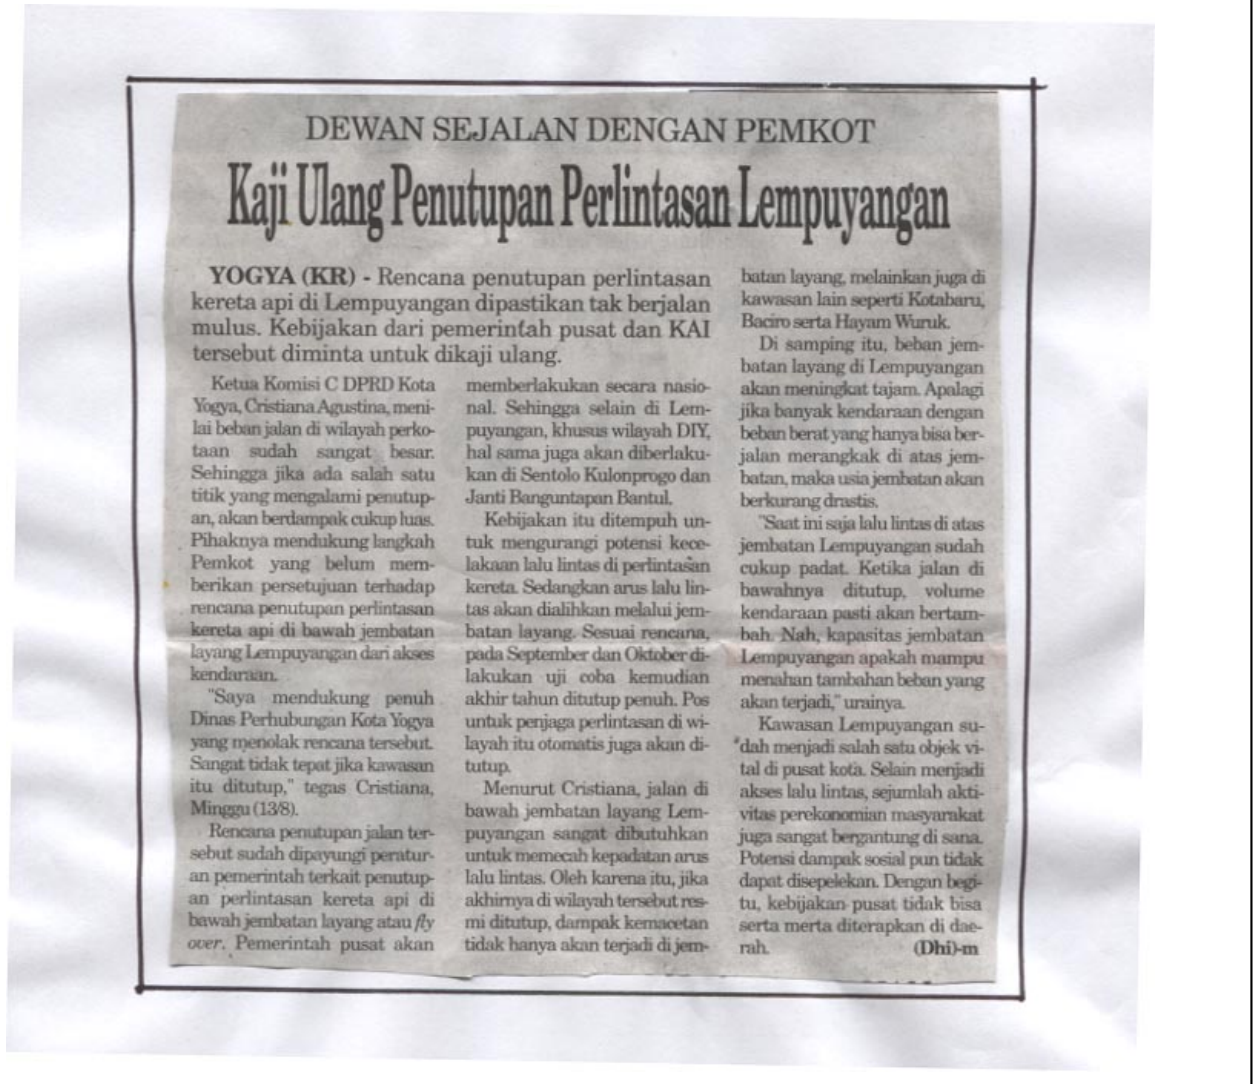 DEWAN SEJALAN DENGAN PEMKOT
Kaji Ulang Penutupan Perlintasan Lempuyangan
YOGYA (KR) - Rencana penutupan perlintasan
kereta api di Lempuyangan dipastikan tak berjalan
mulus. Kebijakan dari pemerintah pusat dan KAI
tersebut diminta untuk dikaji ulang.
Ketua Komisi C DPRD Kota
Yogya, Cristiana Agustina, meni-
lai beban jalan di wilayah perko-
taan sudah sangat besar.
Sehingga jika ada salah satu
titik yang mengalami penutup-
an, akan berdampak cukup luas.
Pihaknya mendukung langkah
Pemkot yang belum mem-
berikan persetujuan terhadap
rencana penutupan perlintasan
kereta api di bawah jembatan
layang Lempuyangan dari akses
kendaraan.
"Saya mendukung penuh
Dinas Perhubungan Kota Yogya
yang menolak rencana tersebut.
Sangat tidak tepat jika kawasan
itu ditutup," tegas Cristiana,
Minggu (13/8).
Rencana penutupan jalan ter-
sebut sudah dipayungi peratur-
an pemerintah terkait penutup-
an perlintasan kereta api di
bawah jembatan layang atau fly
over. Pemerintah pusat akan
memberlakukan secara nasio-
nal. Sehingga selain di Lem-
puyangan, khusus wilayah DIY,
hal sama juga akan diberlaku-
kan di Sentolo Kulonprogo dan
Janti Banguntapan Bantul.
Kebijakan itu ditempuh un-
tuk mengurangi potensi kece-
lakaan lalu lintas di perlintasan
kereta. Sedangkan arus lalu lin-
tas akan dialihkan melalui jem-
batan layang. Sesuai rencana,
pada September dan Oktober di-
lakukan uji coba kemudian
akhir tahun ditutup penuh. Pos
untuk penjaga perlintasan di wi-
layah itu otomatis juga akan di-
tutup.
Menurut Cristiana, jalan di
bawah jembatan layang Lem-
puyangan sangat dibutuhkan
untuk memecah kepadatan arus
lalu lintas. Oleh karena itu, jika
akhirnya di wilayah tersebut res-
mi ditutup, dampak kemacetan
tidak hanya akan terjadi di jem-
batan layang, melainkan juga di
kawasan lain seperti Kotabaru,
Baciro serta Hayam Wuruk.
Di samping itu, beban jem-
batan layang di Lempuyangan
akan meningkat tajam. Apalagi
jika banyak kendaraan dengan
beban berat yang hanya bisa ber-
jalan merangkak di atas jem-
batan, maka usia jembatan akan
berkurang drastis.
"Saat ini saja lalu lintas di atas
jembatan Lempuyangan sudah
cukup padat. Ketika jalan di
bawahnya ditutup, volume
kendaraan pasti akan bertam-
bah. Nah, kapasitas jembatan
Lempuyangan apakah mampu
menahan tambahan beban yang
akan terjadi," urainya.
Kawasan Lempuyangan su-
dah menjadi salah satu objek vi-
tal di pusat kota. Selain menjadi
akses lalu lintas, sejumlah akti-
vitas perekonomian masyarakat
juga sangat bergantung di sana.
Potensi dampak sosial pun tidak
dapat disepelekan. Dengan begi-
tu, kebijakan pusat tidak bisa
serta merta diterapkan di dae-
rah. (Dhi)-m